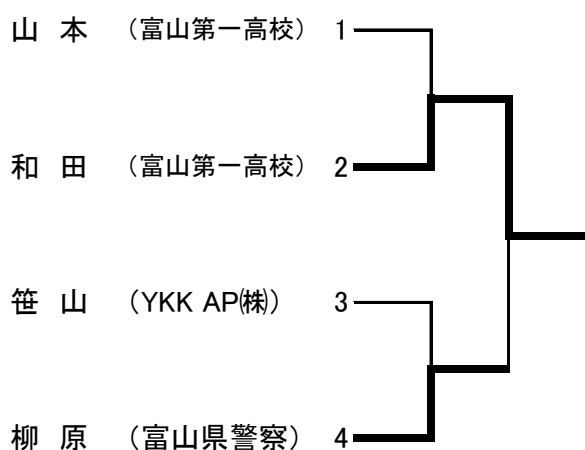 山 本 （富山第一高校） 1
和 田 （富山第一高校） 2
笹 山 （YKK AP㈱） 3
柳 原 （富山県警察） 4